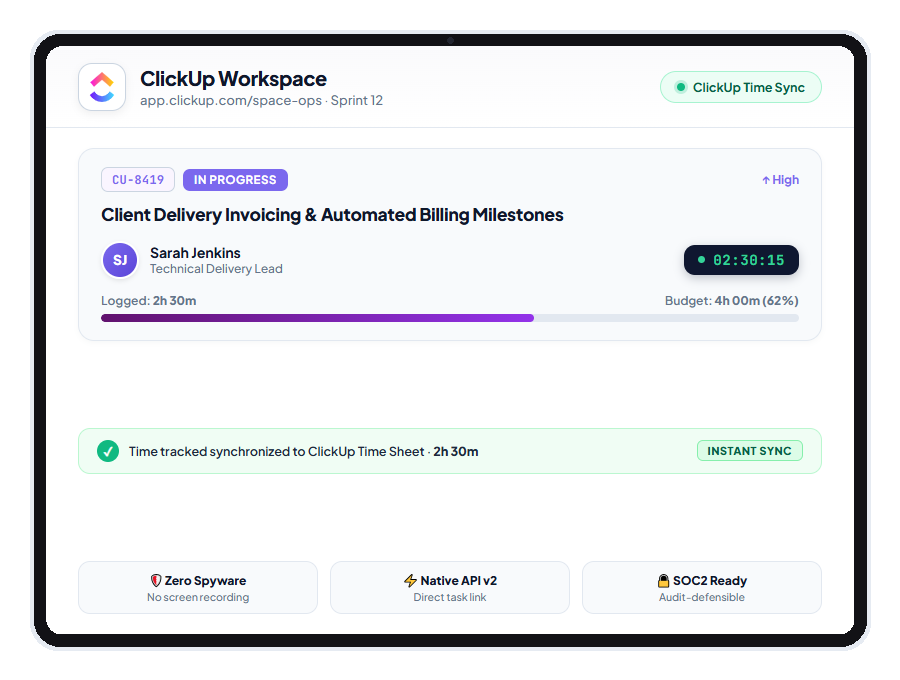 ClickUp Workspace
app.clickup.com/space-ops · Sprint 12
ClickUp Time Sync
CU-8419
IN PROGRESS
↑ High
Client Delivery Invoicing & Automated Billing Milestones
SJ
Sarah Jenkins
Technical Delivery Lead
02:30:15
Logged: 2h 30m
Budget: 4h 00m (62%)
Time tracked synchronized to ClickUp Time Sheet · 2h 30m
INSTANT SYNC
Zero Spyware
No screen recording
Native API v2
Direct task link
SOC2 Ready
Audit-defensible